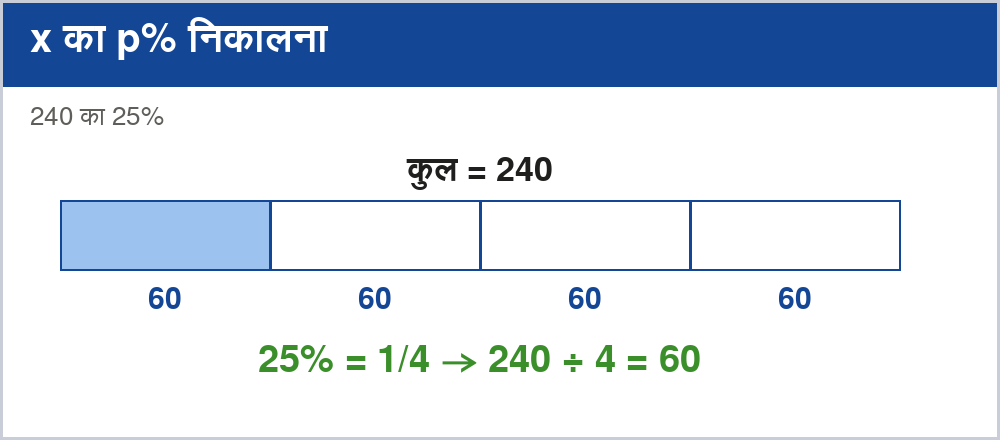 x का p% निकालना
240 का 25%
कुल = 240
60 60 60 60
25% = 1/4 → 240 ÷ 4 = 60